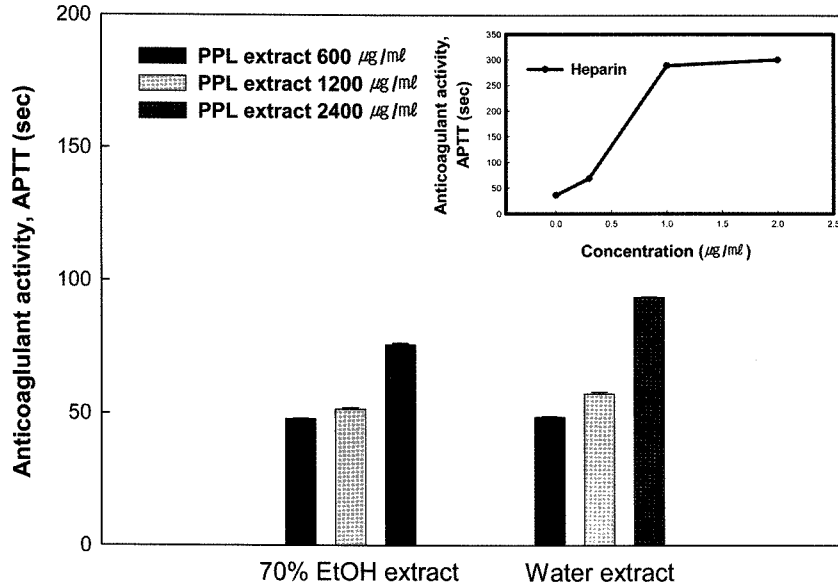 200
150
100
50
0
Anticoaglulant activity, APTT (sec)
PPL extract 600 ㎍/㎖
PPL extract 1200 ㎍/㎖
PPL extract 2400 ㎍/㎖
70% EtOH extract
Water extract
Anticoagulant activity,
APTT (sec)
350
300
250
200
150
100
50
0
Heparin
0.0
0.5
1.0
1.5
2.0
2.5
Concentration (㎍/㎖)